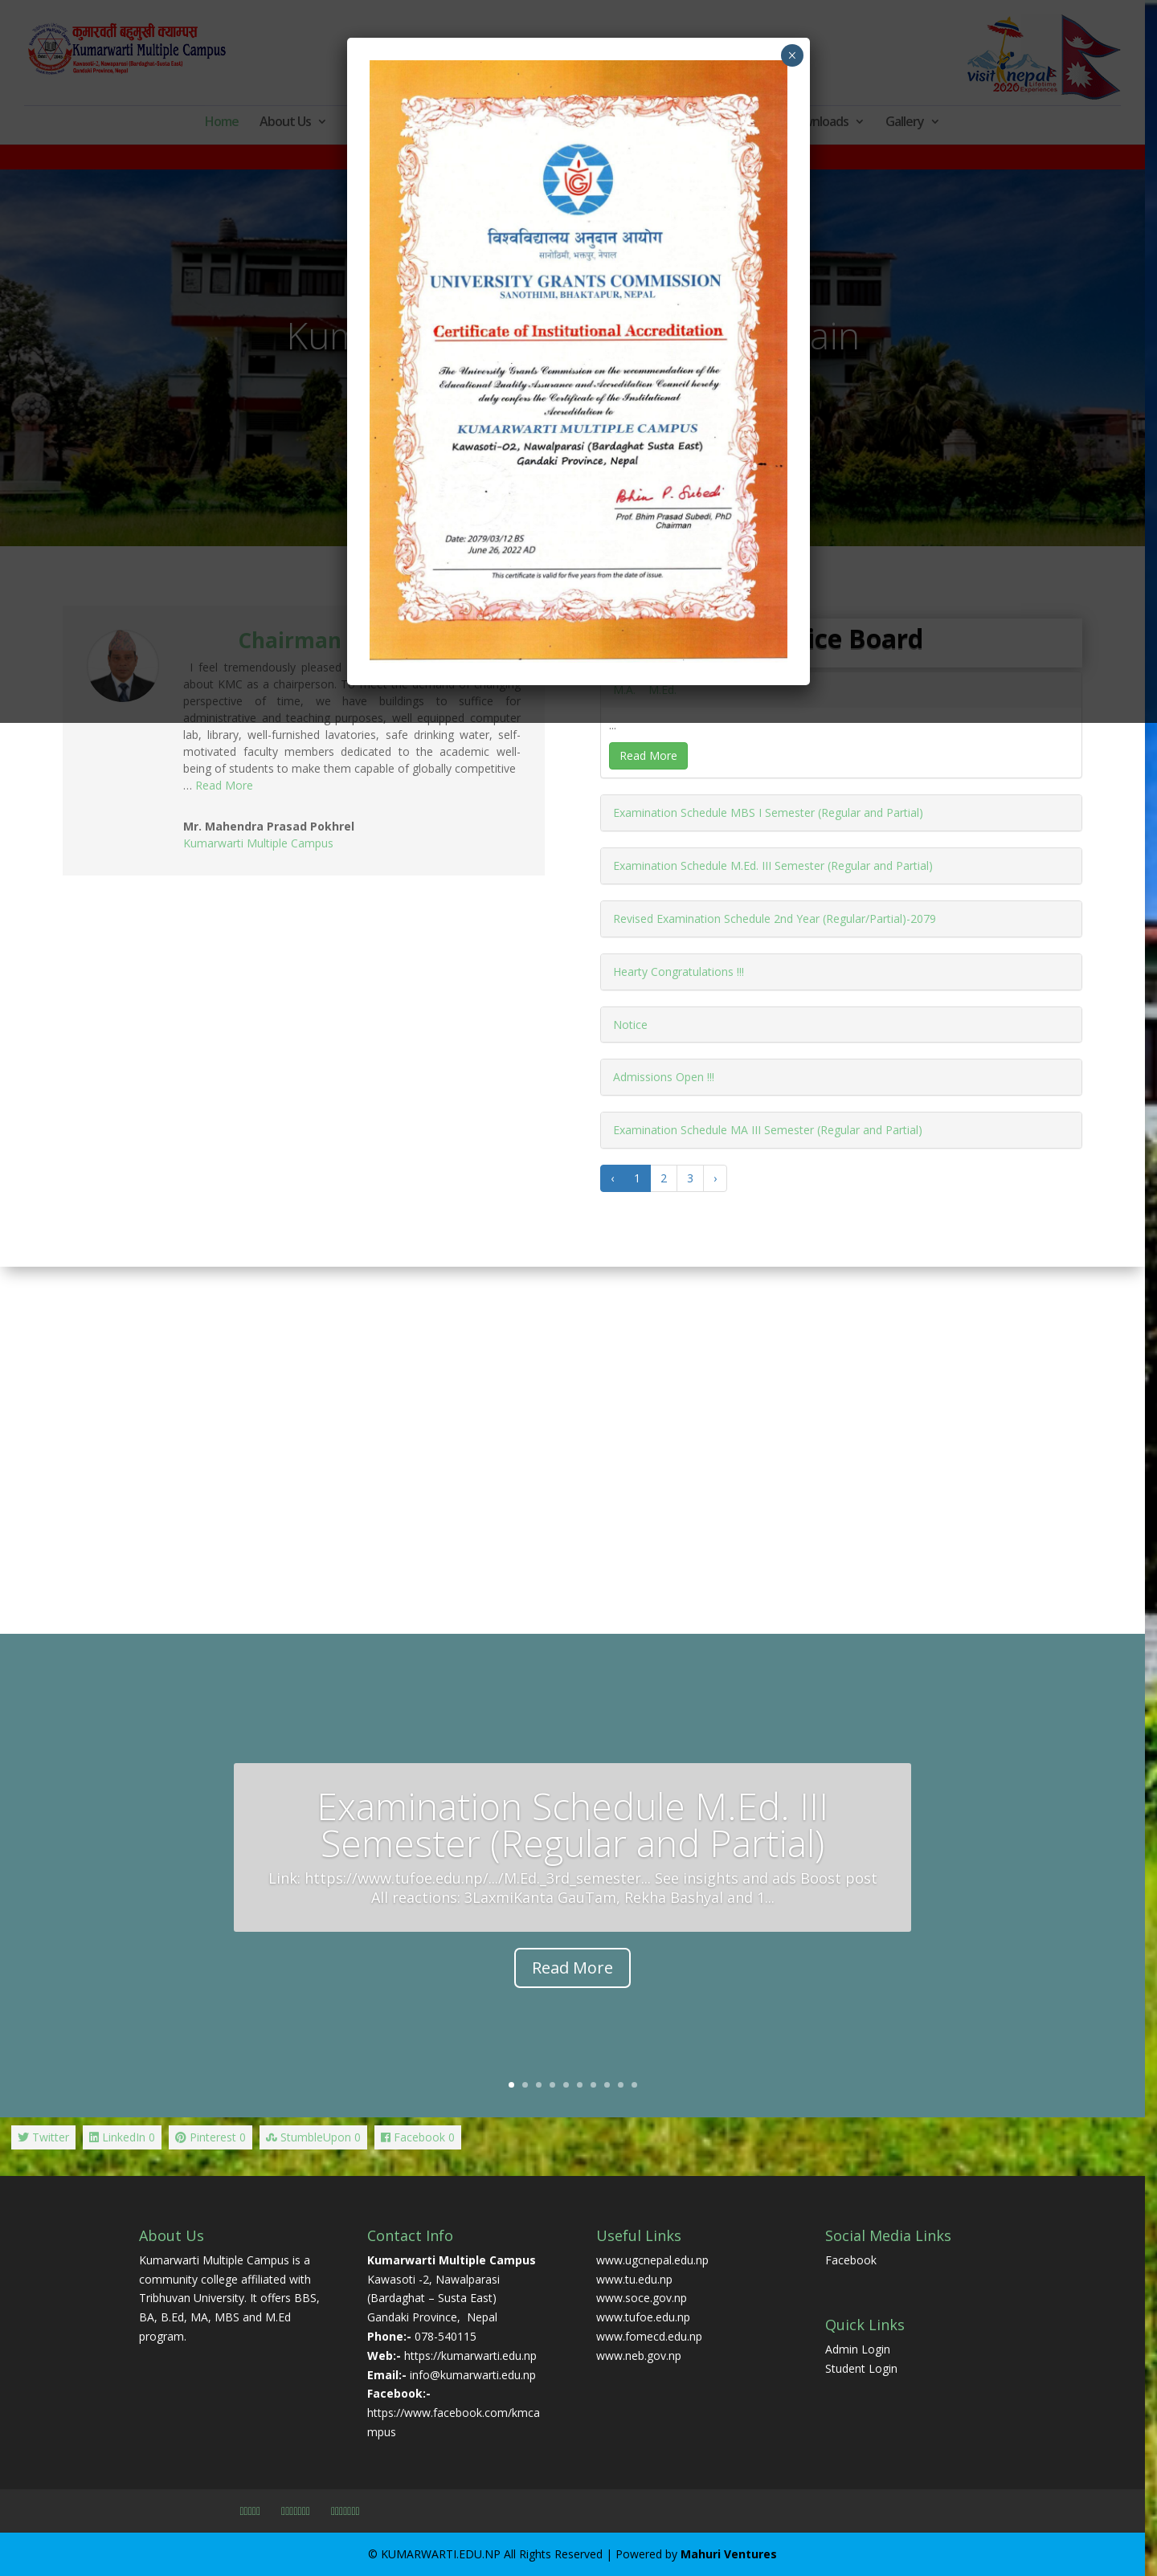 कुमारवर्ती बहुमुखी क्याम्पस
Kumarwarti Multiple Campus
Kawasoti-2, Nawalparasi (Bardaghat-Susta East)
Gandaki Province, Nepal
visit nepal
2020 Lifetime Experiences
Home
About Us
Gallery
×
विश्वविद्यालय अनुदान आयोग
सानोठिमी, भक्तपुर, नेपाल
UNIVERSITY GRANTS COMMISSION
SANOTHIMI, BHAKTAPUR, NEPAL
Certificate of Institutional Accreditation
The University Grants Commission on the recommendation of the
Educational Quality Assurance and Accreditation Council hereby
duly confers the Certificate of the Institutional
Accreditation to
KUMARWARTI MULTIPLE CAMPUS
Kawasoti-02, Nawalparasi (Bardaghat Susta East)
Gandaki Province, Nepal
Bhim P. Subedi
Prof. Bhim Prasad Subedi, PhD
Chairman
Date: 2079/03/12 BS
June 26, 2022 AD
This certificate is valid for five years from the date of issue.
Chairman
I feel tremendously pleased
about KMC as a chairperson. To meet the demand of changing
perspective of time, we have buildings to suffice for
administrative and teaching purposes, well equipped computer
lab, library, well-furnished lavatories, safe drinking water, self-
motivated faculty members dedicated to the academic well-
being of students to make them capable of globally competitive
... Read More
Mr. Mahendra Prasad Pokhrel
Kumarwarti Multiple Campus
Board
M.A. M.Ed.
...
Read More
Examination Schedule MBS I Semester (Regular and Partial)
Examination Schedule M.Ed. III Semester (Regular and Partial)
Revised Examination Schedule 2nd Year (Regular/Partial)-2079
Hearty Congratulations !!!
Notice
Admissions Open !!!
Examination Schedule MA III Semester (Regular and Partial)
‹ 1 2 3 ›
Examination Schedule M.Ed. III
Semester (Regular and Partial)
Link: https://www.tufoe.edu.np/.../M.Ed._3rd_semester... See insights and ads Boost post
All reactions: 3LaxmiKanta GauTam, Rekha Bashyal and 1...
Read More
Twitter
LinkedIn 0
Pinterest 0
StumbleUpon 0
Facebook 0
About Us
Kumarwarti Multiple Campus is a
community college affiliated with
Tribhuvan University. It offers BBS,
BA, B.Ed, MA, MBS and M.Ed
program.
Contact Info
Kumarwarti Multiple Campus
Kawasoti -2, Nawalparasi
(Bardaghat – Susta East)
Gandaki Province, Nepal
Phone:- 078-540115
Web:- https://kumarwarti.edu.np
Email:- info@kumarwarti.edu.np
Facebook:-
https://www.facebook.com/kmca
mpus
Useful Links
www.ugcnepal.edu.np
www.tu.edu.np
www.soce.gov.np
www.tufoe.edu.np
www.fomecd.edu.np
www.neb.gov.np
Social Media Links
Facebook
Quick Links
Admin Login
Student Login
© KUMARWARTI.EDU.NP All Rights Reserved | Powered by Mahuri Ventures